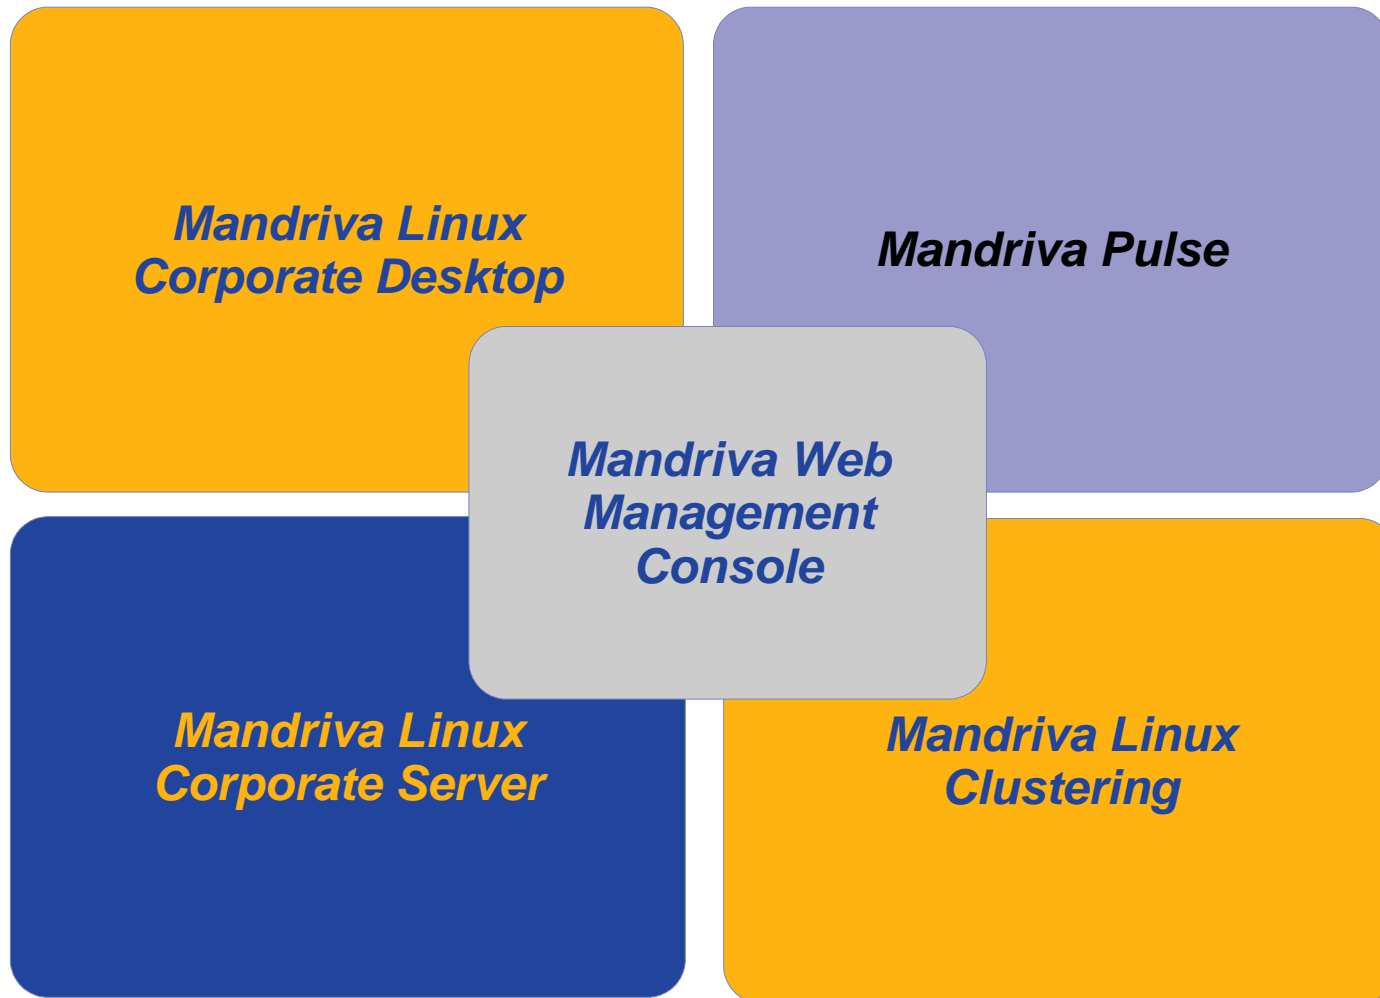 Mandriva Linux
Corporate Desktop
Mandriva Pulse
Mandriva Web
Management
Console
Mandriva Linux
Corporate Server
Mandriva Linux
Clustering